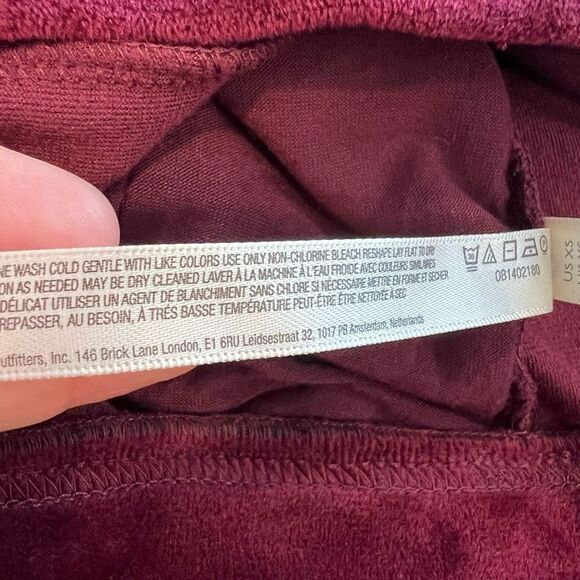 NE WASH COLD GENTLE WITH LIKE COLORS USE ONLY NON-CHLORINE BLEACH RESHAPE LAY FLAT TO DRY
ON AS NEEDED MAY BE DRY CLEANED LAVER À LA MACHINE À L'EAU FROIDE AVEC COULEURS SIMILAIRES
DÉLICAT UTILISER UN AGENT DE BLANCHIMENT SANS CHLORE SI NÉCESSAIRE METTRE EN FORME ET SÉCHER
REPASSER, AU BESOIN, À TRÉS BASSE TEMPÉRATURE PEUT-ÊTRE ÊTRE NETTOYÉE À SEC
utfitters, Inc. 146 Brick Lane London, E1 6RU Leidsestraat 32, 1017 PB Amsterdam, Netherlands
0B1402180
US XS